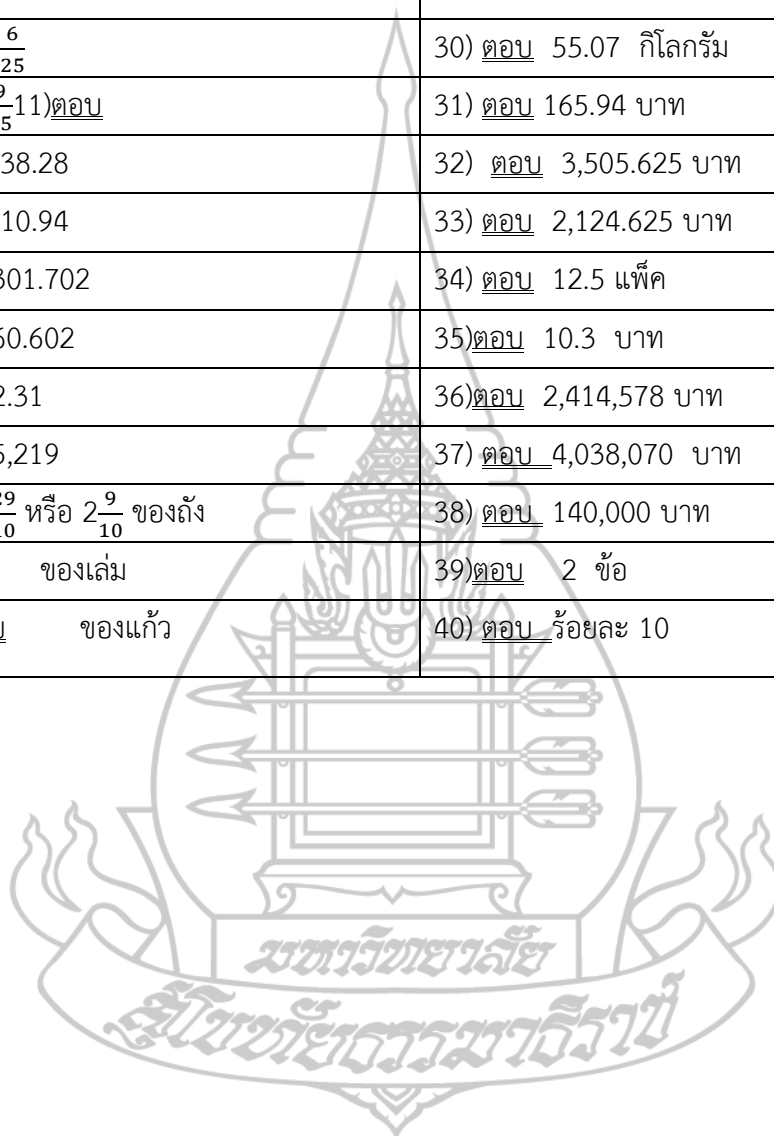 6/25 30) ตอบ 55.07 กิโลกรัม
11)ตอบ 31) ตอบ 165.94 บาท
38.28 32) ตอบ 3,505.625 บาท
10.94 33) ตอบ 2,124.625 บาท
301.702 34) ตอบ 12.5 แพ็ค
60.602 35)ตอบ 10.3 บาท
2.31 36)ตอบ 2,414,578 บาท
5,219 37) ตอบ 4,038,070 บาท
29/10 หรือ 2 9/10 ของถัง 38) ตอบ 140,000 บาท
ของเล่ม 39)ตอบ 2 ข้อ
ของแก้ว 40) ตอบ ร้อยละ 10
มหาวิทยาลัย
สุโขทัยธรรมาธิราช